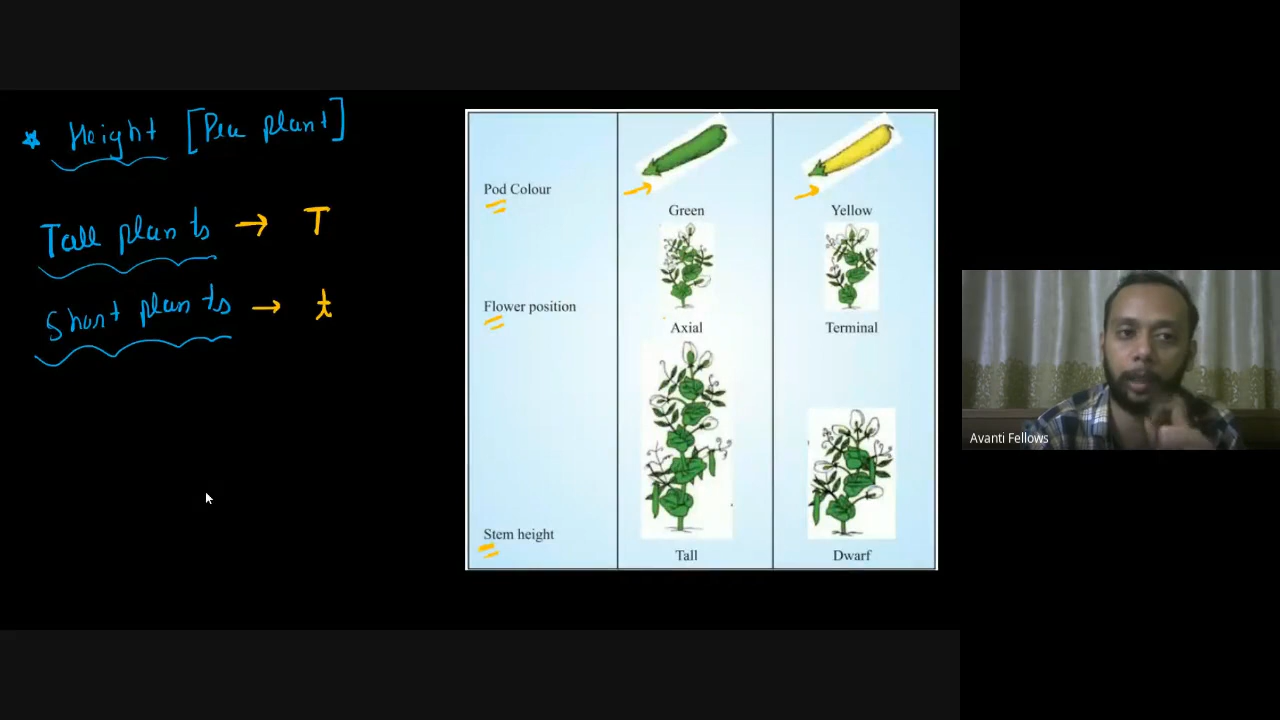 * Height [Pea plant]
Tall plants → T
Short plants → t
Pod Colour
Green
Yellow
Flower position
Axial
Terminal
Stem height
Tall
Dwarf
Avanti Fellows